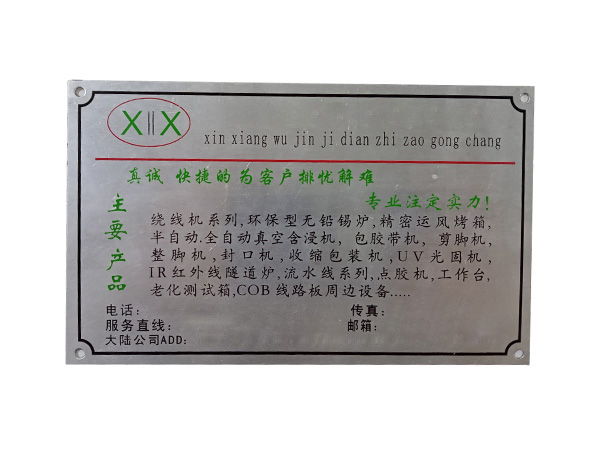 X||X
xin xiang wu jin ji dian zhi zao gong chang
真诚 快捷的为客户排忧解难
专业注定实力!
主要产品
绕线机系列,环保型无铅锡炉,精密运风烤箱,
半自动.全自动真空含浸机, 包胶带机, 剪脚机,
整脚机,封口机,收缩包装机,UV光固机,
IR红外线隧道炉,流水线系列,点胶机,工作台,
老化测试箱,COB线路板周边设备.....
电话: 传真:
服务直线: 邮箱:
大陆公司ADD: